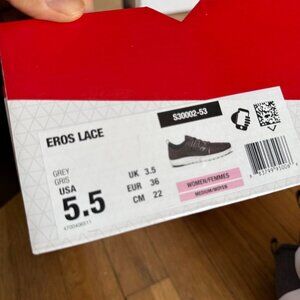 S30002-53
EROS LACE
GREY
GRIS
USA
5.5
UK 3.5
EUR 36
CM 22
WOMEN/FEMMES
MEDIUM/MOYEN